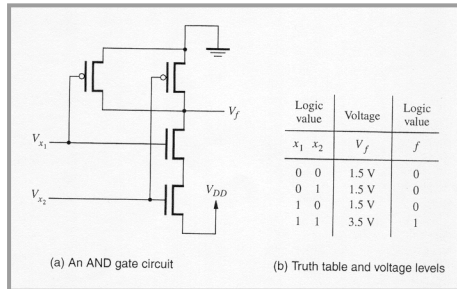 V_f
V_x1
V_x2
V_DD
(a) An AND gate circuit
Logic value Voltage Logic value
x1 x2 V_f f
0 0 1.5 V 0
0 1 1.5 V 0
1 0 1.5 V 0
1 1 3.5 V 1
(b) Truth table and voltage levels